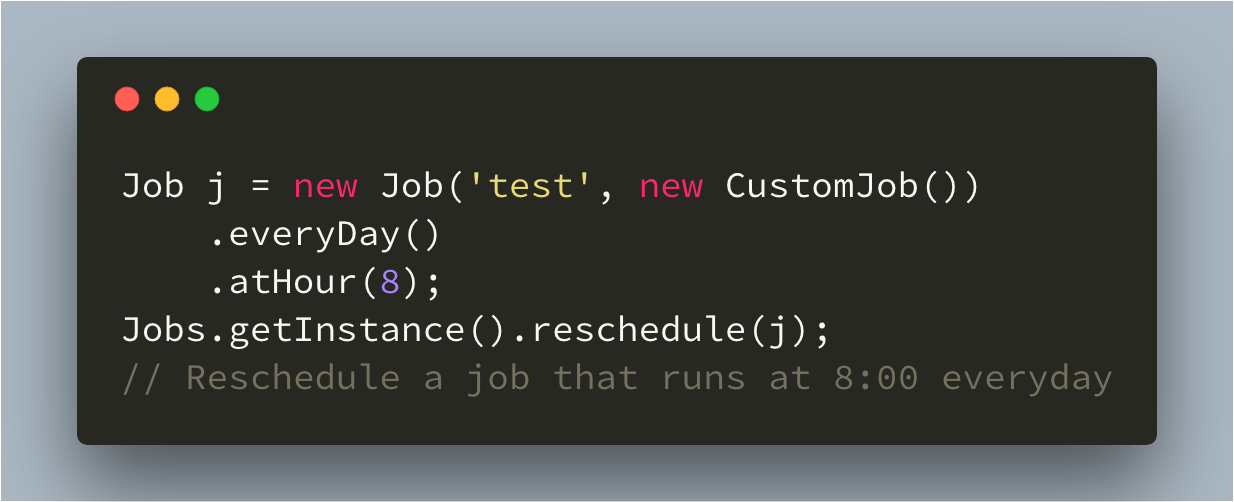 Job j = new Job('test', new CustomJob())
    .everyDay()
    .atHour(8);
Jobs.getInstance().reschedule(j);
// Reschedule a job that runs at 8:00 everyday